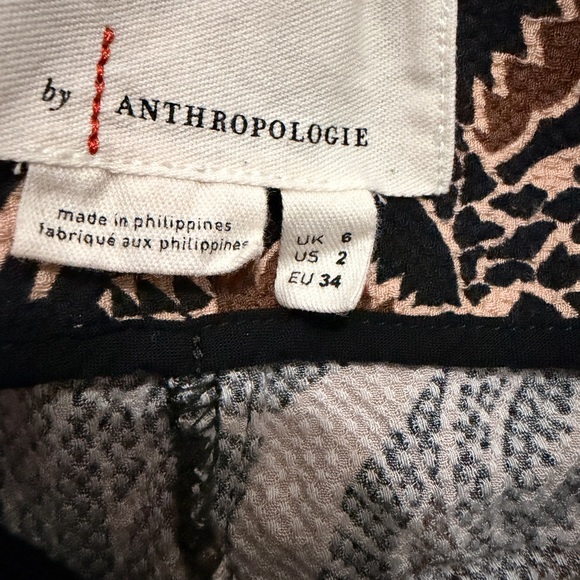 by ANTHROPOLOGIE
made in philippines
fabriqué aux philippines
UK 6
US 2
EU 34